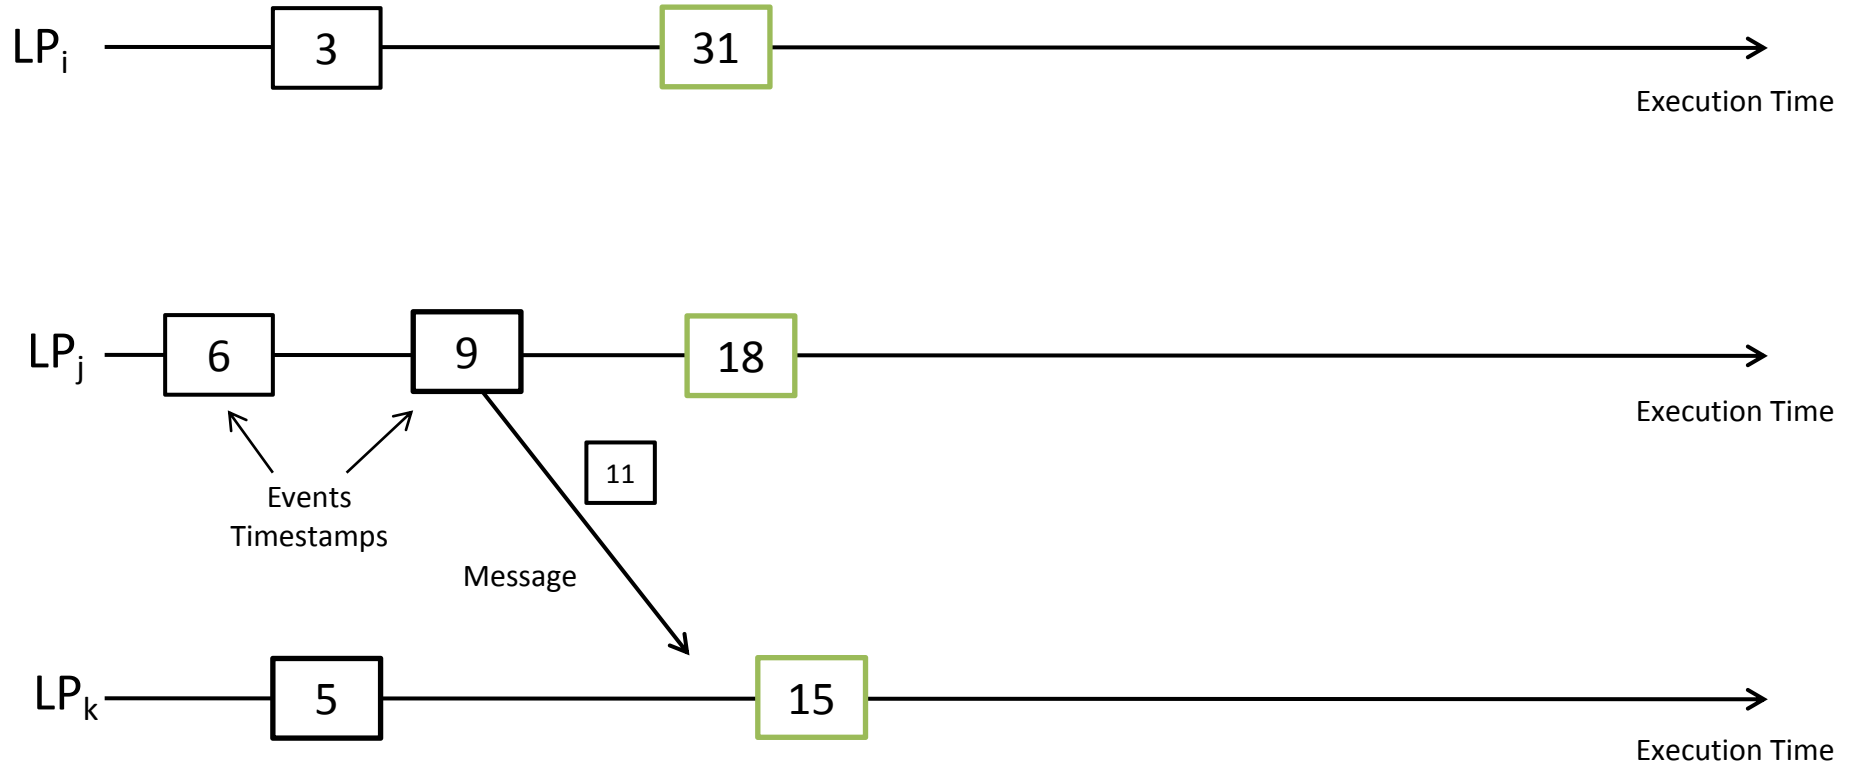 LPi
3
31
Execution Time
LPj
6
9
18
Execution Time
11
Events
Timestamps
Message
LPk
5
15
Execution Time